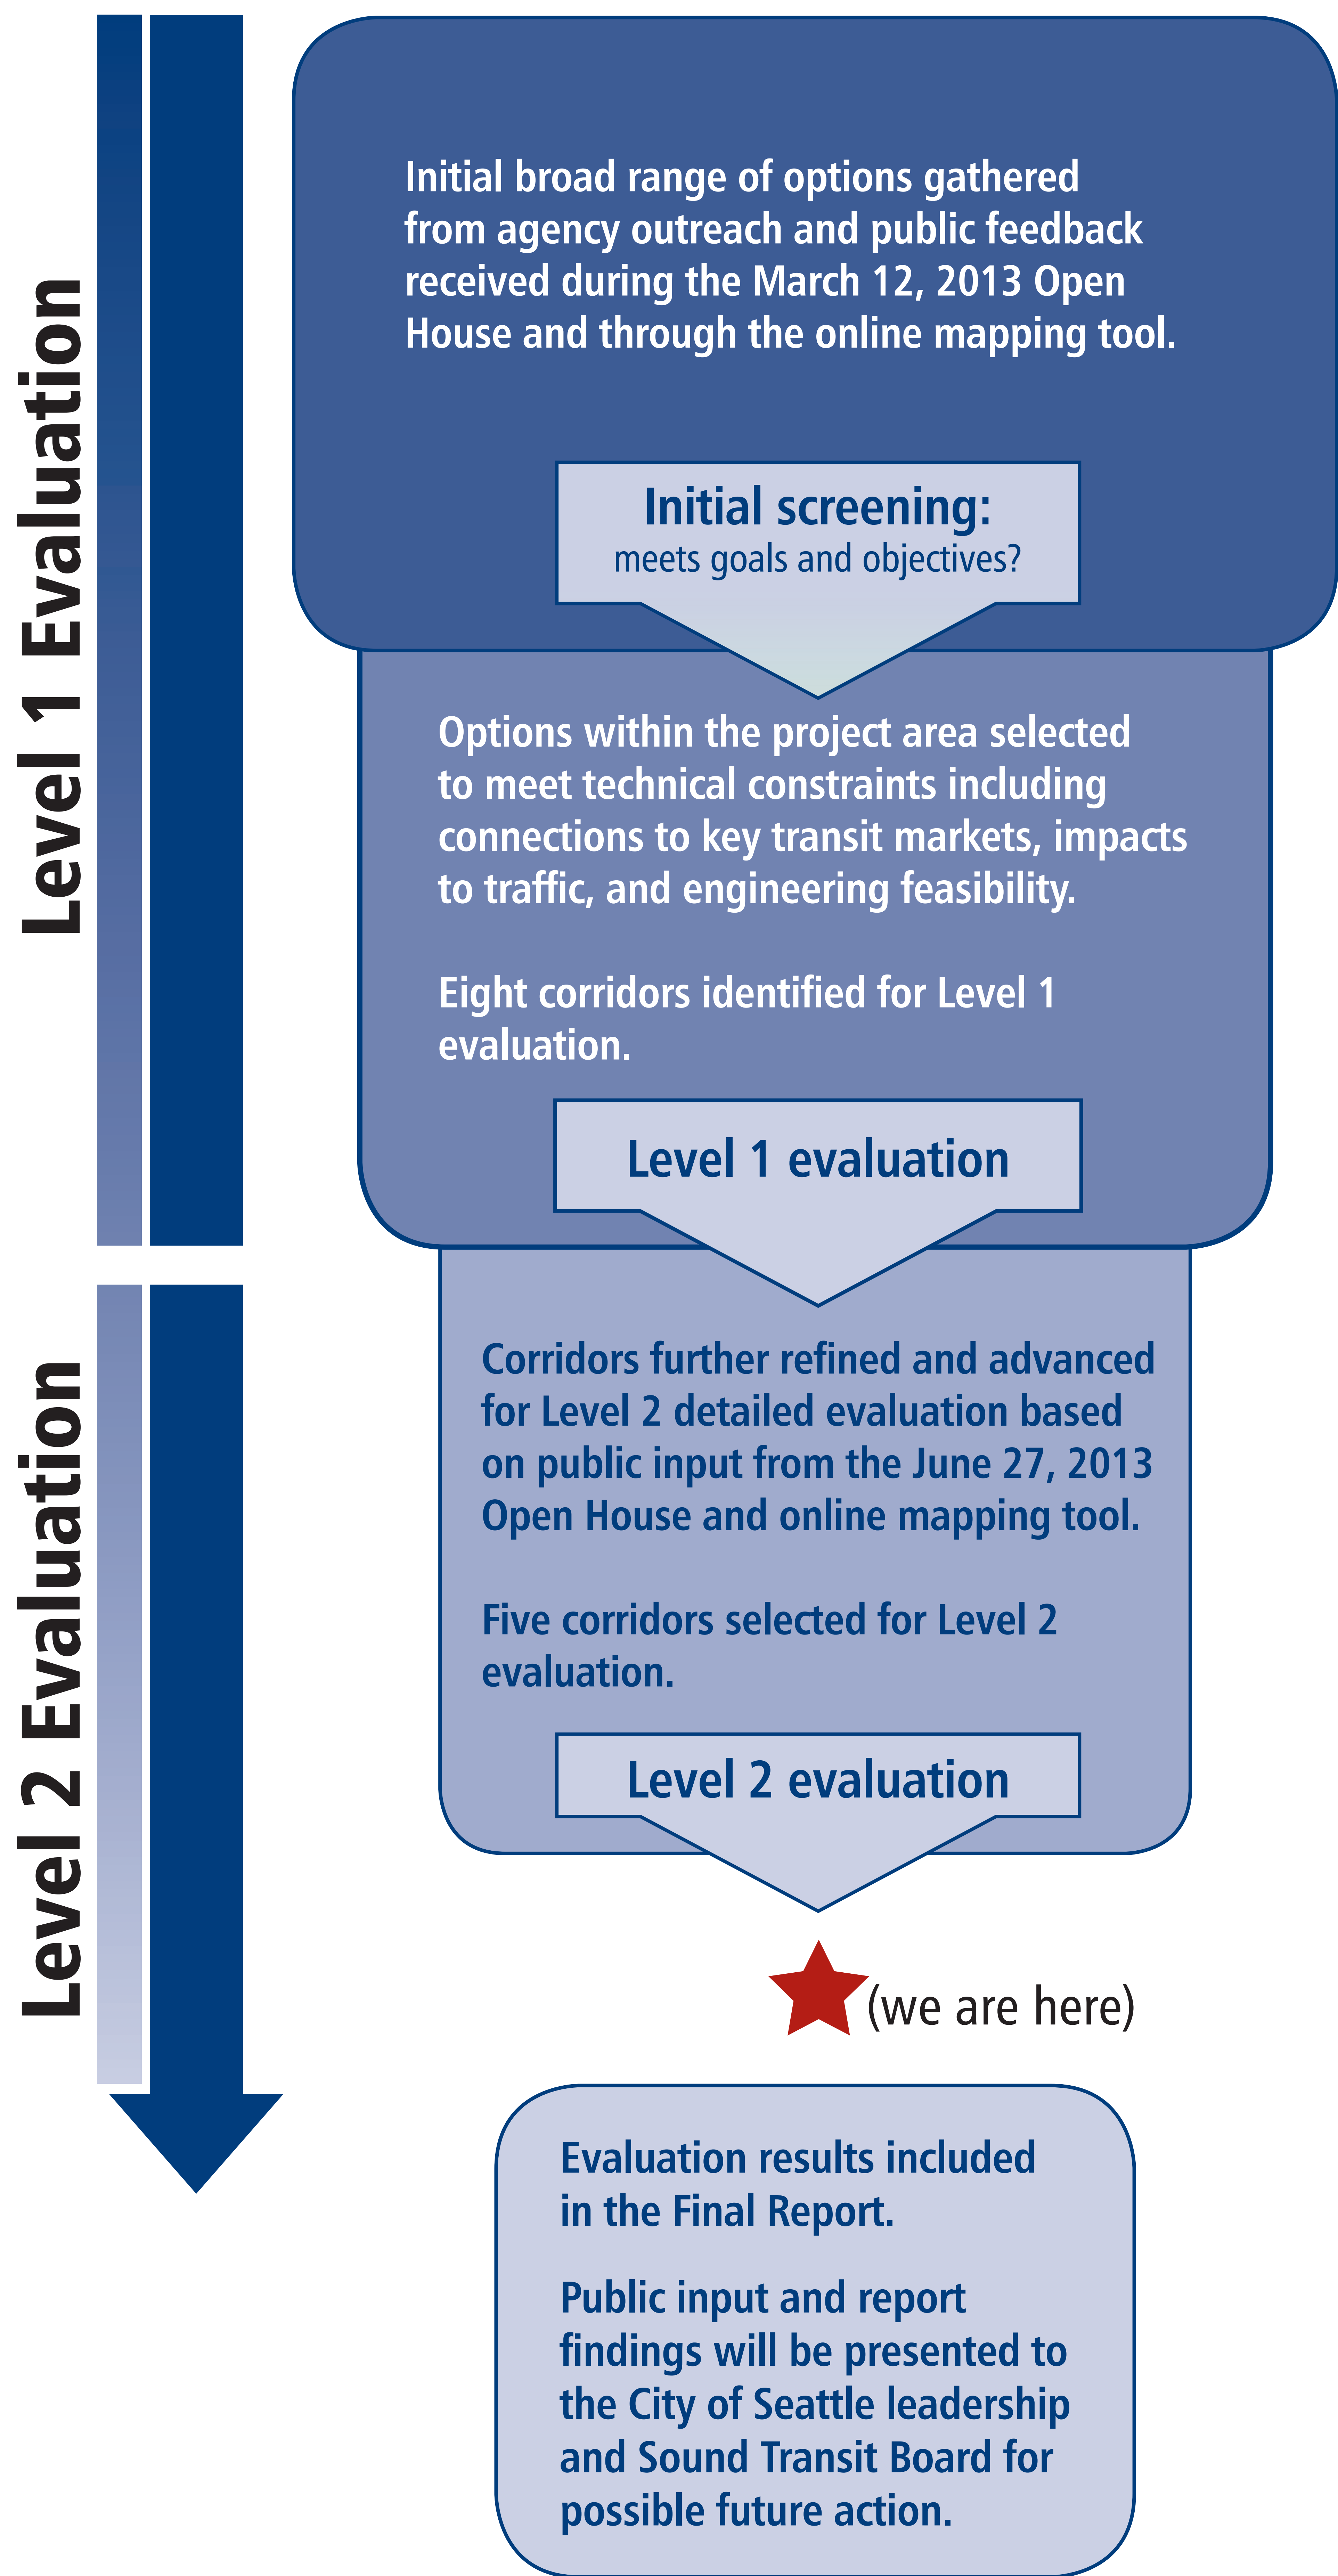 Level 1 Evaluation
Initial broad range of options gathered
from agency outreach and public feedback
received during the March 12, 2013 Open
House and through the online mapping tool.
Initial screening:
meets goals and objectives?
Options within the project area selected
to meet technical constraints including
connections to key transit markets, impacts
to traffic, and engineering feasibility.
Eight corridors identified for Level 1
evaluation.
Level 1 evaluation
Level 2 Evaluation
Corridors further refined and advanced
for Level 2 detailed evaluation based
on public input from the June 27, 2013
Open House and online mapping tool.
Five corridors selected for Level 2
evaluation.
Level 2 evaluation
(we are here)
Evaluation results included
in the Final Report.
Public input and report
findings will be presented to
the City of Seattle leadership
and Sound Transit Board for
possible future action.